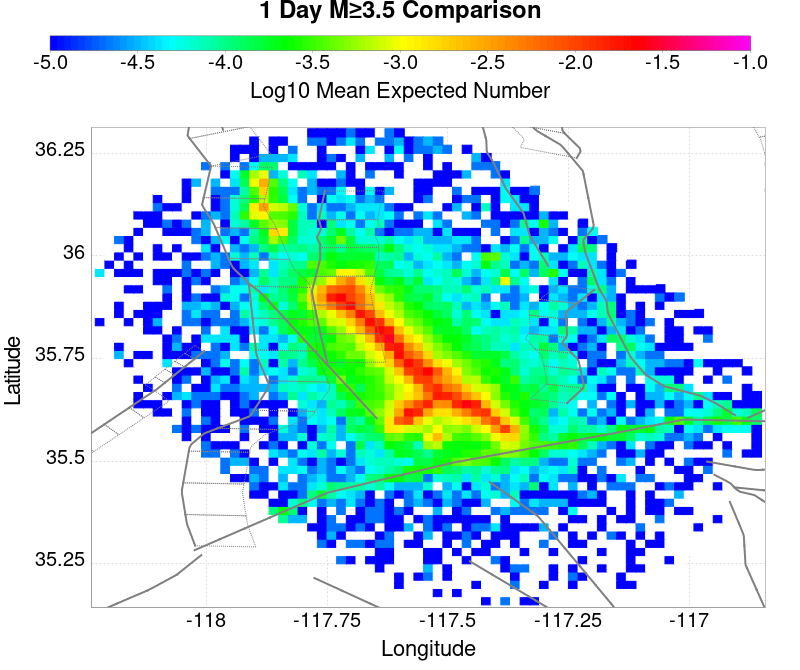 1 Day M≥3.5 Comparison
-5.0 -4.5 -4.0 -3.5 -3.0 -2.5 -2.0 -1.5 -1.0
Log10 Mean Expected Number
36.25
36
35.75
35.5
35.25
Latitude
-118 -117.75 -117.5 -117.25 -117
Longitude